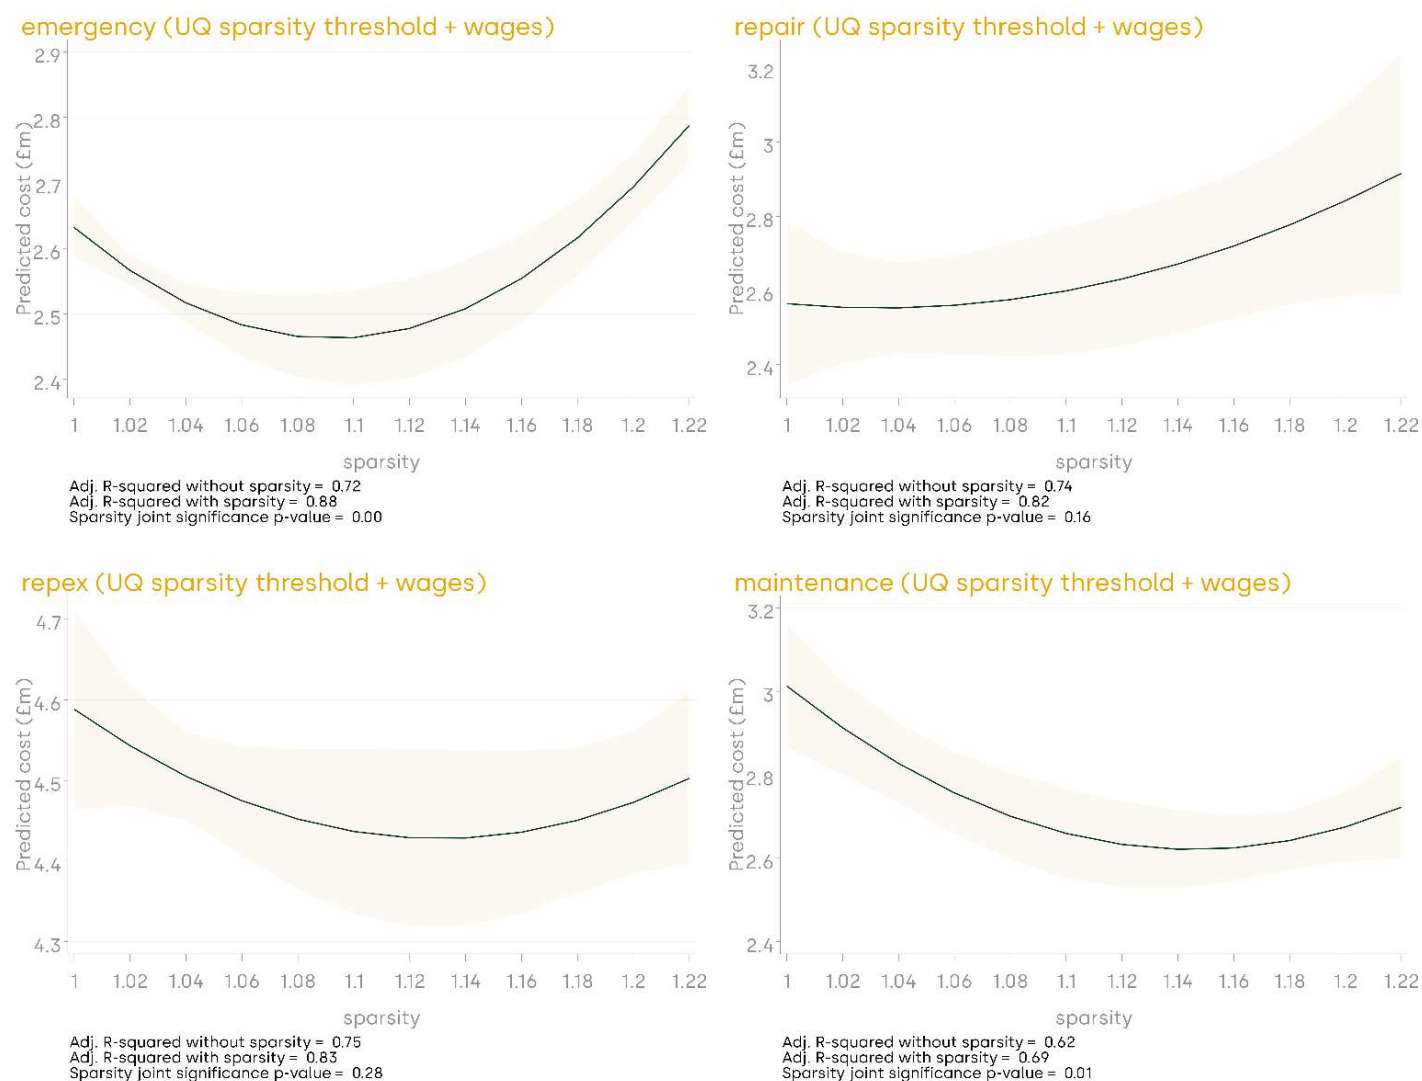 emergency (UQ sparsity threshold + wages)
2.9
2.8
2.7
2.6
2.5
2.4
Predicted cost (£m)
1 1.02 1.04 1.06 1.08 1.1 1.12 1.14 1.16 1.18 1.2 1.22
sparsity
Adj. R-squared without sparsity = 0.72
Adj. R-squared with sparsity = 0.88
Sparsity joint significance p-value = 0.00
repair (UQ sparsity threshold + wages)
3.2
3
2.8
2.6
2.4
Predicted cost (£m)
1 1.02 1.04 1.06 1.08 1.1 1.12 1.14 1.16 1.18 1.2 1.22
sparsity
Adj. R-squared without sparsity = 0.74
Adj. R-squared with sparsity = 0.82
Sparsity joint significance p-value = 0.16
repex (UQ sparsity threshold + wages)
4.7
4.6
4.5
4.4
4.3
Predicted cost (£m)
1 1.02 1.04 1.06 1.08 1.1 1.12 1.14 1.16 1.18 1.2 1.22
sparsity
Adj. R-squared without sparsity = 0.75
Adj. R-squared with sparsity = 0.83
Sparsity joint significance p-value = 0.28
maintenance (UQ sparsity threshold + wages)
3.2
3
2.8
2.6
2.4
Predicted cost (£m)
1 1.02 1.04 1.06 1.08 1.1 1.12 1.14 1.16 1.18 1.2 1.22
sparsity
Adj. R-squared without sparsity = 0.62
Adj. R-squared with sparsity = 0.69
Sparsity joint significance p-value = 0.01